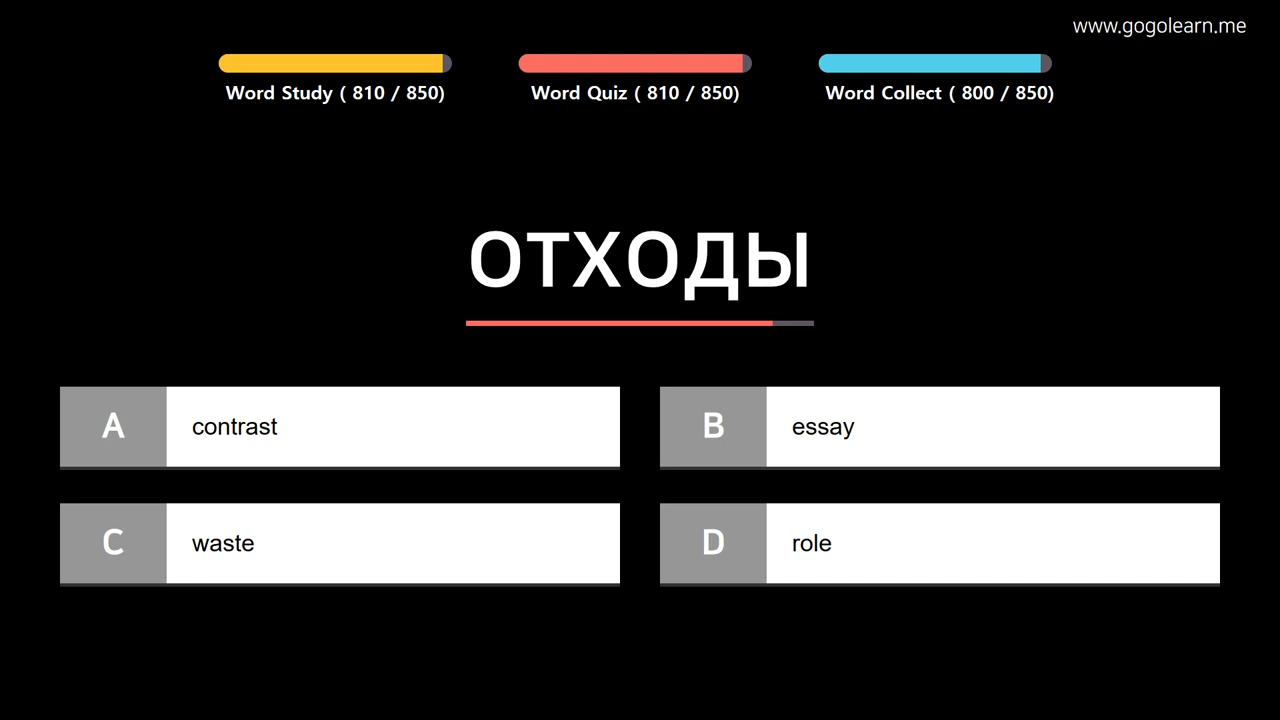 www.gogolearn.me
Word Study ( 810 / 850)
Word Quiz ( 810 / 850)
Word Collect ( 800 / 850)
ОТХОДЫ
A contrast
B essay
C waste
D role